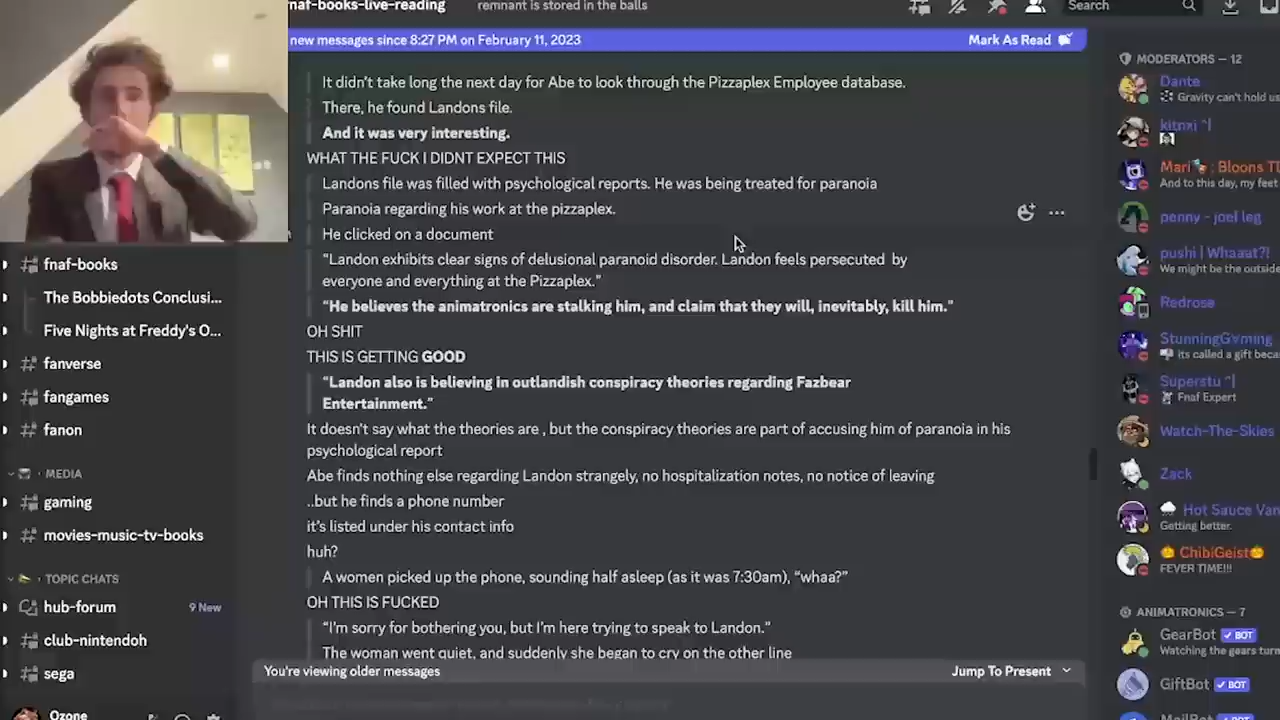 fnaf-books-live-reading
remnant is stored in the balls
Search
new messages since 8:27 PM on February 11, 2023
Mark As Read
It didn't take long the next day for Abe to look through the Pizzaplex Employee database.
There, he found Landons file.
And it was very interesting.
WHAT THE FUCK I DIDNT EXPECT THIS
Landons file was filled with psychological reports. He was being treated for paranoia
Paranoia regarding his work at the pizzaplex.
He clicked on a document
“Landon exhibits clear signs of delusional paranoid disorder. Landon feels persecuted by
everyone and everything at the Pizzaplex.”
“He believes the animatronics are stalking him, and claim that they will, inevitably, kill him.”
OH SHIT
THIS IS GETTING GOOD
“Landon also is believing in outlandish conspiracy theories regarding Fazbear
Entertainment.”
It doesn't say what the theories are , but the conspiracy theories are part of accusing him of paranoia in his
psychological report
Abe finds nothing else regarding Landon strangely, no hospitalization notes, no notice of leaving
..but he finds a phone number
it's listed under his contact info
huh?
A women picked up the phone, sounding half asleep (as it was 7:30am), “whaa?”
OH THIS IS FUCKED
“I'm sorry for bothering you, but I'm here trying to speak to Landon.”
The woman went quiet, and suddenly she began to cry on the other line
You're viewing older messages
Jump To Present
fnaf-books
The Bobbiedots Conclusi...
Five Nights at Freddy's O...
fanverse
fangames
fanon
MEDIA
gaming
movies-music-tv-books
TOPIC CHATS
hub-forum
9 New
club-nintendoh
sega
Ozone
MODERATORS — 12
Dante
Gravity can't hold us
kitnxi ^|
Mari : Bloons TD
And to this day, my feet
penny - joel leg
pushi | Whaaat?!
We might be the outside
Redrose
StunningGvming
its called a gift beca
Superstu ^|
Fnaf Expert
Watch-The-Skies
Zack
Hot Sauce Van
Getting better.
ChibiGeist
FEVER TIME!!!
ANIMATRONICS — 7
GearBot BOT
Watching the gears turn
GiftBot BOT
MailBot BOT